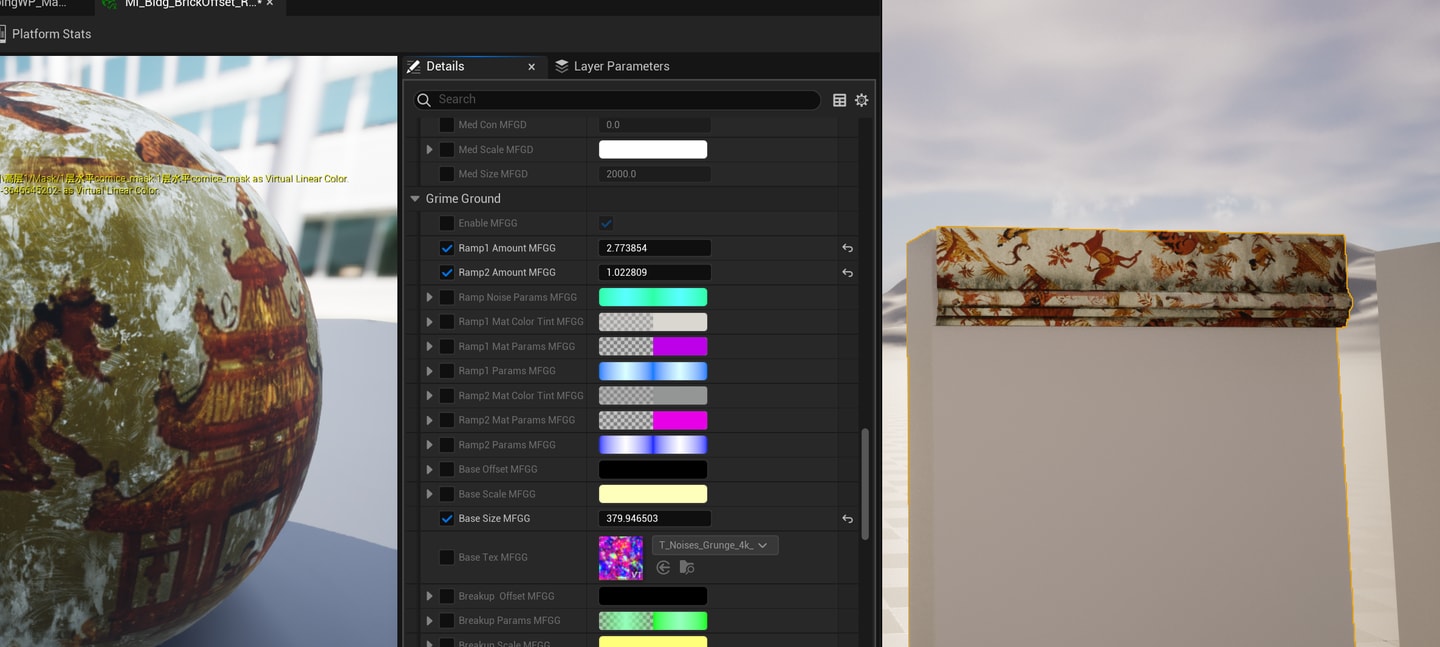 MI_Bldg_BrickOffset_R...*
Platform Stats
Details
Layer Parameters
Search
Med Con MFGD
0.0
Med Scale MFGD
Med Size MFGD
2000.0
Grime Ground
Enable MFGG
Ramp1 Amount MFGG
2.773854
Ramp2 Amount MFGG
1.022809
Ramp Noise Params MFGG
Ramp1 Mat Color Tint MFGG
Ramp1 Mat Params MFGG
Ramp1 Params MFGG
Ramp2 Mat Color Tint MFGG
Ramp2 Mat Params MFGG
Ramp2 Params MFGG
Base Offset MFGG
Base Scale MFGG
Base Size MFGG
379.946503
Base Tex MFGG
T_Noises_Grunge_4k_
Breakup Offset MFGG
Breakup Params MFGG
Breakup Scale MFGG
/Mask/1层水平cornice_mask.1层水平cornice_mask as Virtual Linear Color.
as Virtual Linear Color.